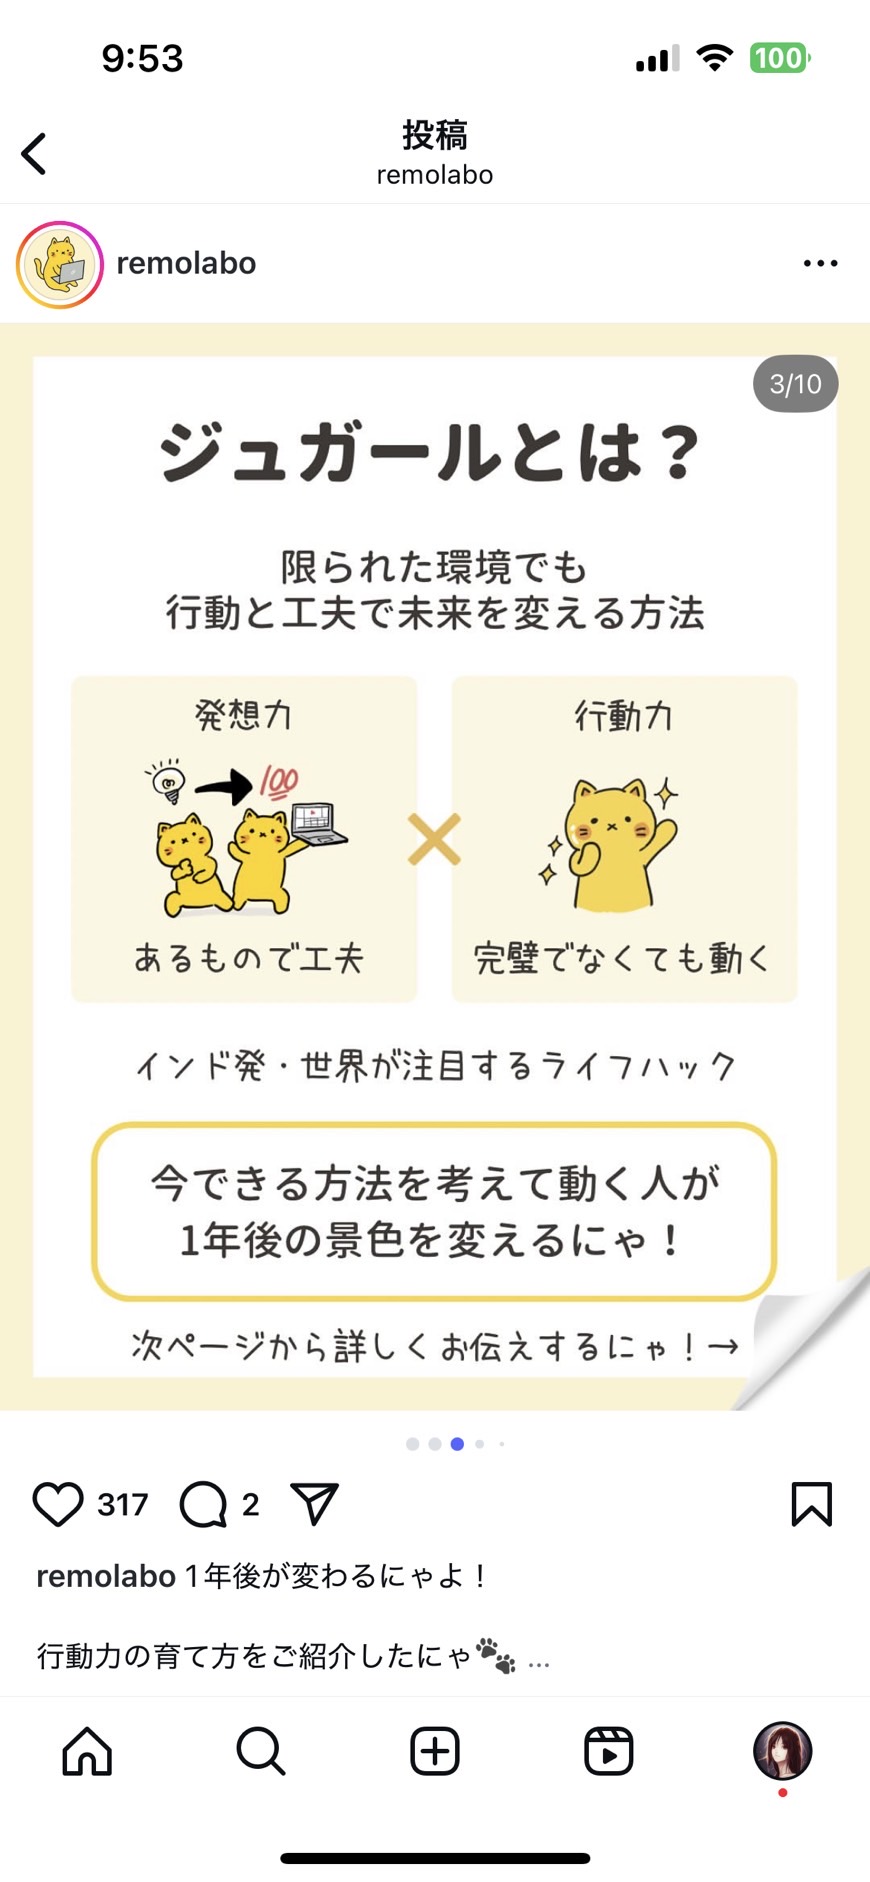 9:53
100
投稿
remolabo
remolabo
3/10
ジュガールとは？
限られた環境でも
行動と工夫で未来を変える方法
発想力
100
あるもので工夫
行動力
完璧でなくても動く
インド発・世界が注目するライフハック
今できる方法を考えて動く人が
1年後の景色を変えるにゃ！
次ページから詳しくお伝えするにゃ！→
317 2
remolabo 1年後が変わるにゃよ！
行動力の育て方をご紹介したにゃ🐾 ...